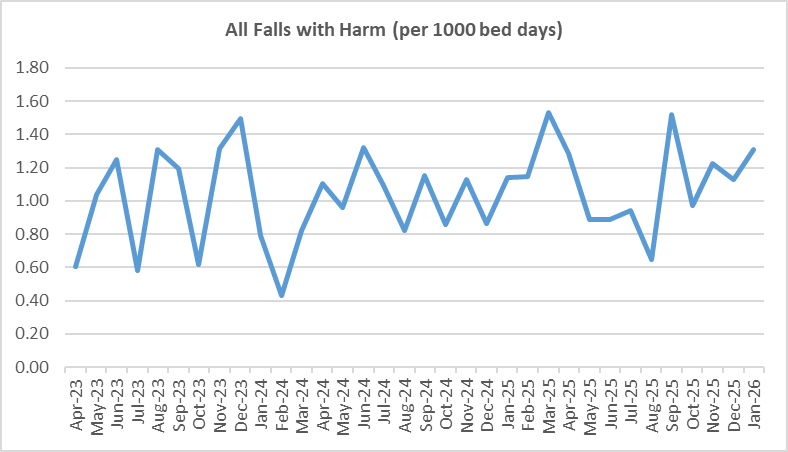 All Falls with Harm (per 1000 bed days)
1.80
1.60
1.40
1.20
1.00
0.80
0.60
0.40
0.20
0.00
Apr-23
May-23
Jun-23
Jul-23
Aug-23
Sep-23
Oct-23
Nov-23
Dec-23
Jan-24
Feb-24
Mar-24
Apr-24
May-24
Jun-24
Jul-24
Aug-24
Sep-24
Oct-24
Nov-24
Dec-24
Jan-25
Feb-25
Mar-25
Apr-25
May-25
Jun-25
Jul-25
Aug-25
Sep-25
Oct-25
Nov-25
Dec-25
Jan-26